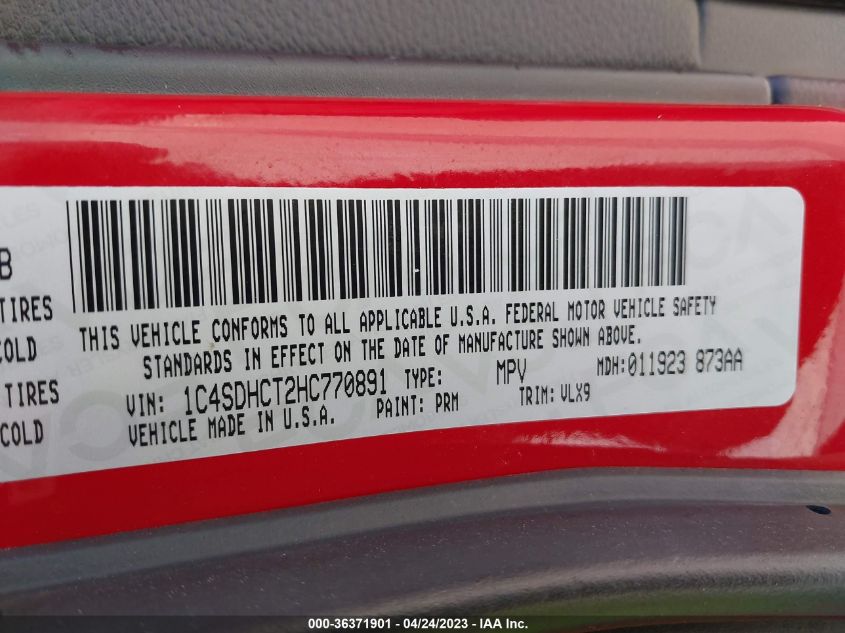 B
TIRES
COLD
TIRES
COLD
THIS VEHICLE CONFORMS TO ALL APPLICABLE U.S.A. FEDERAL MOTOR VEHICLE SAFETY
STANDARDS IN EFFECT ON THE DATE OF MANUFACTURE SHOWN ABOVE.
VIN: 1C4SDHCT2HC770891 TYPE: MPV MDH:011923 873AA
VEHICLE MADE IN U.S.A. PAINT: PRM TRIM: VLX9
000-36371901 - 04/24/2023 - IAA Inc.